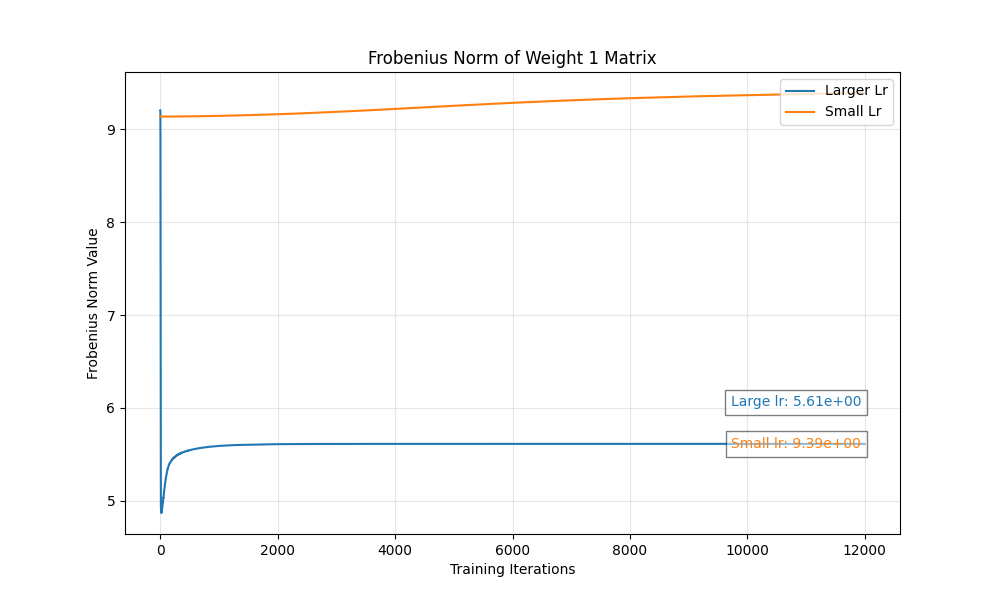 Frobenius Norm of Weight 1 Matrix
Larger Lr
Small Lr
Frobenius Norm Value
9
8
7
6
5
Large lr: 5.61e+00
Small lr: 9.39e+00
0
2000
4000
6000
8000
10000
12000
Training Iterations